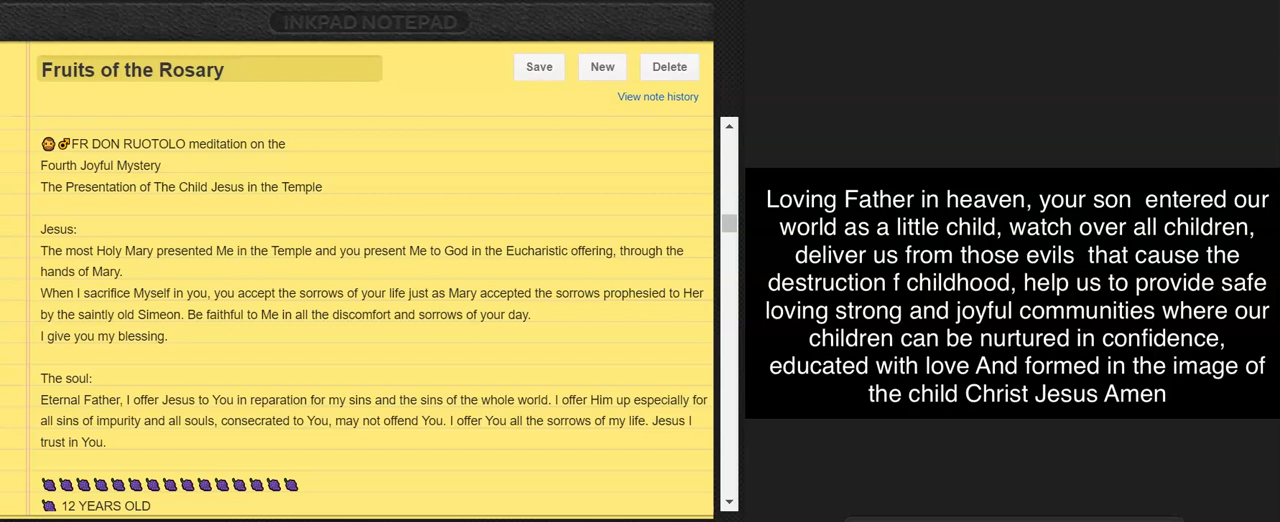 INKPAD NOTEPAD
Fruits of the Rosary
Save
New
Delete
View note history
FR DON RUOTOLO meditation on the
Fourth Joyful Mystery
The Presentation of The Child Jesus in the Temple
Jesus:
The most Holy Mary presented Me in the Temple and you present Me to God in the Eucharistic offering, through the
hands of Mary.
When I sacrifice Myself in you, you accept the sorrows of your life just as Mary accepted the sorrows prophesied to Her
by the saintly old Simeon. Be faithful to Me in all the discomfort and sorrows of your day.
I give you my blessing.
The soul:
Eternal Father, I offer Jesus to You in reparation for my sins and the sins of the whole world. I offer Him up especially for
all sins of impurity and all souls, consecrated to You, may not offend You. I offer You all the sorrows of my life. Jesus I
trust in You.
12 YEARS OLD
Loving Father in heaven, your son entered our
world as a little child, watch over all children,
deliver us from those evils that cause the
destruction f childhood, help us to provide safe
loving strong and joyful communities where our
children can be nurtured in confidence,
educated with love And formed in the image of
the child Christ Jesus Amen